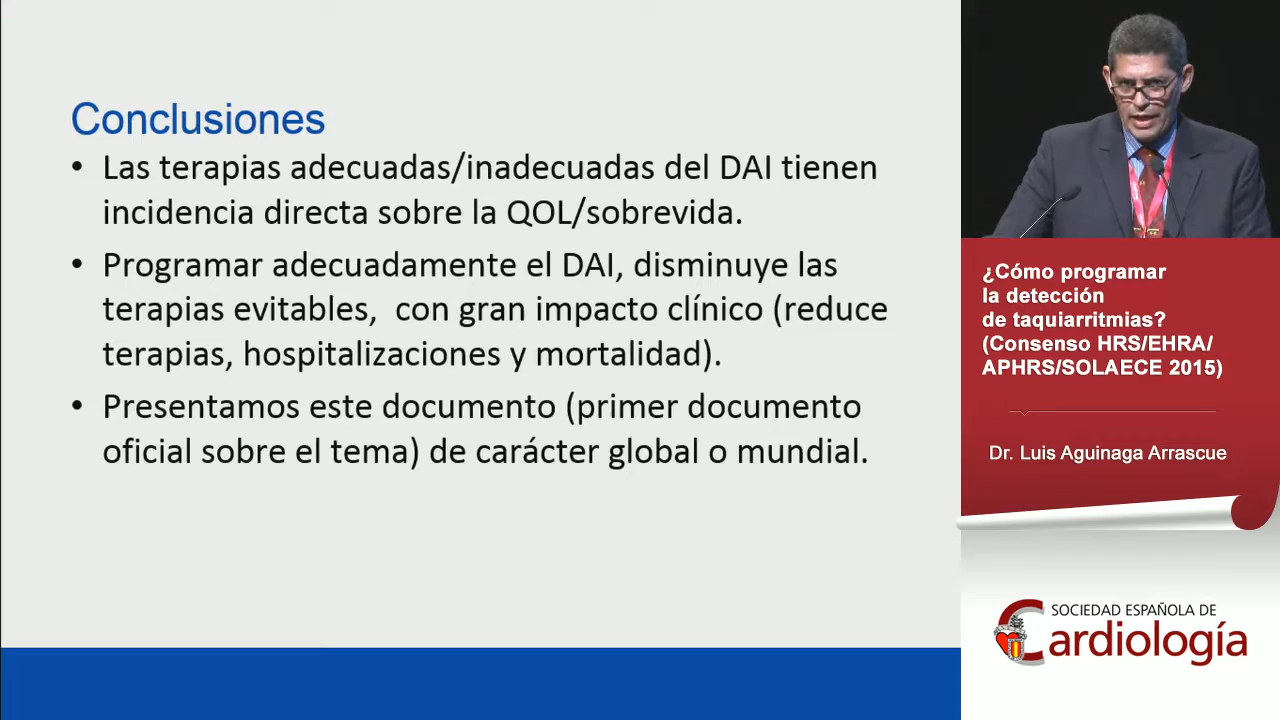 Conclusiones
• Las terapias adecuadas/inadecuadas del DAI tienen
incidencia directa sobre la QOL/sobrevida.
• Programar adecuadamente el DAI, disminuye las
terapias evitables,  con gran impacto clínico (reduce
terapias, hospitalizaciones y mortalidad).
• Presentamos este documento (primer documento
oficial sobre el tema) de carácter global o mundial.
¿Cómo programar
la detección
de taquiarritmias?
(Consenso HRS/EHRA/
APHRS/SOLAECE 2015)
Dr. Luis Aguinaga Arrascue
SOCIEDAD ESPAÑOLA DE
Cardiología